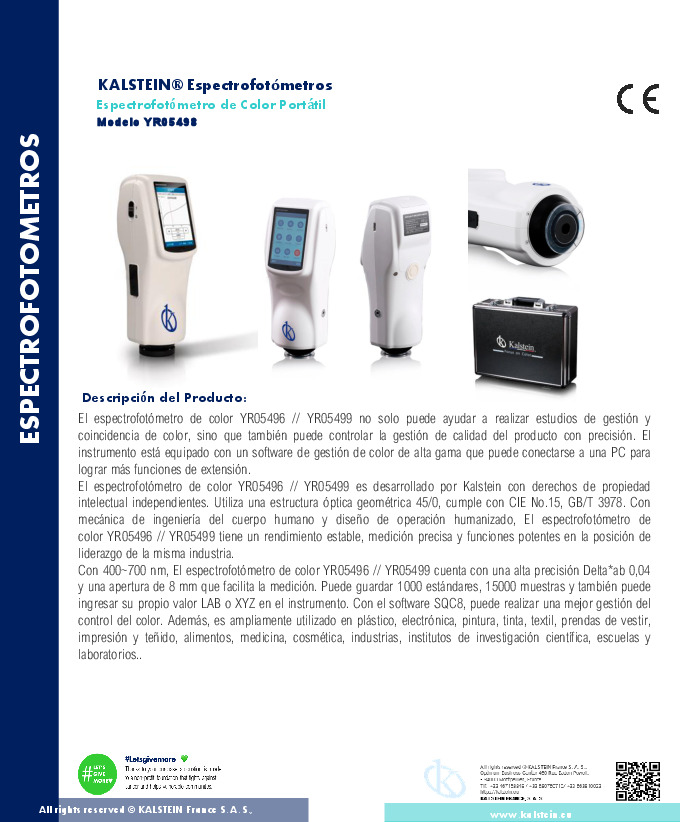 ESPECTROFOTOMETROS
KALSTEIN® Espectrofotómetros
Espectrofotómetro de Color Portátil
Modelo YR05498
CE
Kalstein
Descripción del Producto:
El espectrofotómetro de color YR05496 // YR05499 no solo puede ayudar a realizar estudios de gestión y
coincidencia de color, sino que también puede controlar la gestión de calidad del producto con precisión. El
instrumento está equipado con un software de gestión de color de alta gama que puede conectarse a una PC para
lograr más funciones de extensión.
El espectrofotómetro de color YR05496 // YR05499 es desarrollado por Kalstein con derechos de propiedad
intelectual independientes. Utiliza una estructura óptica geométrica 45/0, cumple con CIE No.15, GB/T 3978. Con
mecánica de ingeniería del cuerpo humano y diseño de operación humanizado, El espectrofotómetro de
color YR05496 // YR05499 tiene un rendimiento estable, medición precisa y funciones potentes en la posición de
liderazgo de la misma industria.
Con 400~700 nm, El espectrofotómetro de color YR05496 // YR05499 cuenta con una alta precisión Delta*ab 0,04
y una apertura de 8 mm que facilita la medición. Puede guardar 1000 estándares, 15000 muestras y también puede
ingresar su propio valor LAB o XYZ en el instrumento. Con el software SQC8, puede realizar una mejor gestión del
control del color. Además, es ampliamente utilizado en plástico, electrónica, pintura, tinta, textil, prendas de vestir,
impresión y teñido, alimentos, medicina, cosmética, industrias, institutos de investigación científica, escuelas y
laboratorios..
# LET'S
GIVE
MORE
#Letsgivemore
All rights reserved © KALSTEIN France S. A. S.,
KALSTEIN FRANCE, S. A. S
All rights reserved © KALSTEIN France S. A. S.,